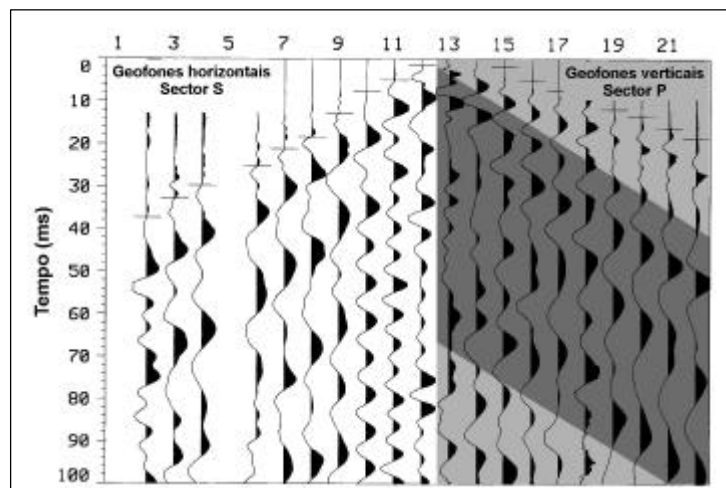 1 3 5 7 9 11 13 15 17 19 21
Geofones horizontais
Sector S
Geofones verticais
Sector P
Tempo (ms)
0
10
20
30
40
50
60
70
80
90
100